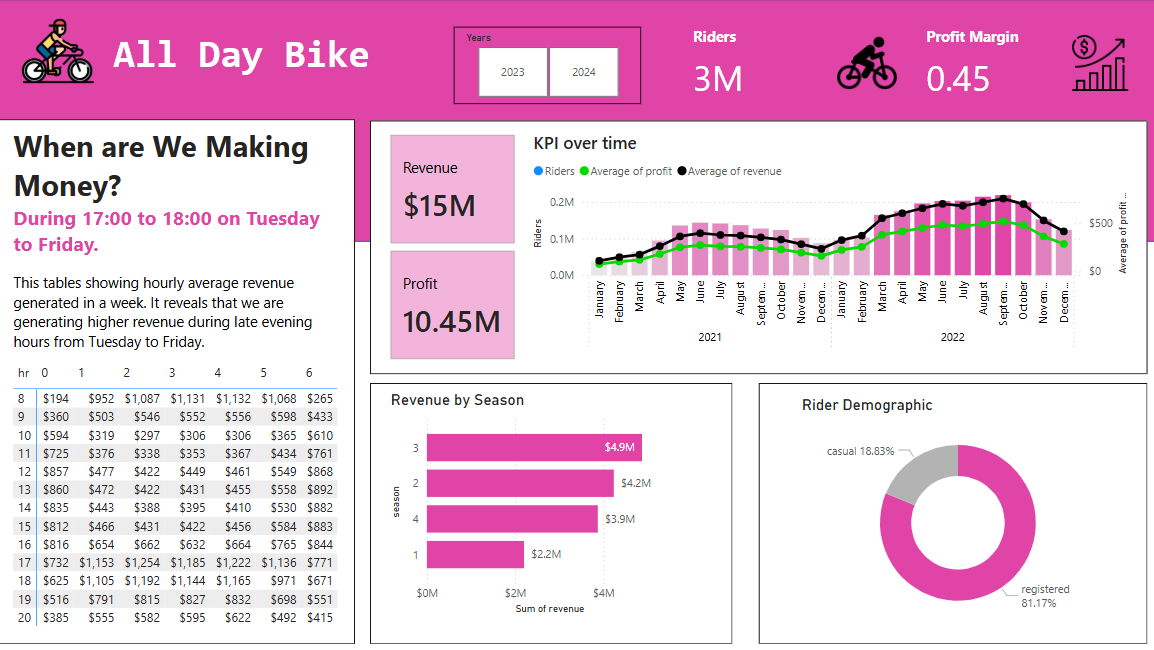 All Day Bike
Years
2023
2024
Riders
3M
Profit Margin
0.45
When are We Making
Money?
During 17:00 to 18:00 on Tuesday
to Friday.
This tables showing hourly average revenue
generated in a week. It reveals that we are
generating higher revenue during late evening
hours from Tuesday to Friday.
hr 0 1 2 3 4 5 6
8 $194 $952 $1,087 $1,131 $1,132 $1,068 $265
9 $360 $503 $546 $552 $556 $598 $433
10 $594 $319 $297 $306 $306 $365 $610
11 $725 $376 $338 $353 $367 $434 $761
12 $857 $477 $422 $449 $461 $549 $868
13 $860 $472 $422 $431 $455 $558 $892
14 $835 $443 $388 $395 $410 $530 $882
15 $812 $466 $431 $422 $456 $584 $883
16 $816 $654 $662 $632 $664 $765 $844
17 $732 $1,153 $1,254 $1,185 $1,222 $1,136 $771
18 $625 $1,105 $1,192 $1,144 $1,165 $971 $671
19 $516 $791 $815 $827 $832 $698 $551
20 $385 $555 $582 $595 $622 $492 $415
Revenue
$15M
Profit
10.45M
KPI over time
Riders Average of profit Average of revenue
Riders
0.2M
0.1M
0.0M
$500
$0
Average of profit ...
January
February
March
April
May
June
July
August
Septem...
October
Novem...
Decem...
January
February
March
April
May
June
July
August
Septem...
October
Novem...
Decem...
2021
2022
Revenue by Season
season
3 $4.9M
2 $4.2M
4 $3.9M
1 $2.2M
$0M $2M $4M
Sum of revenue
Rider Demographic
casual 18.83%
registered
81.17%